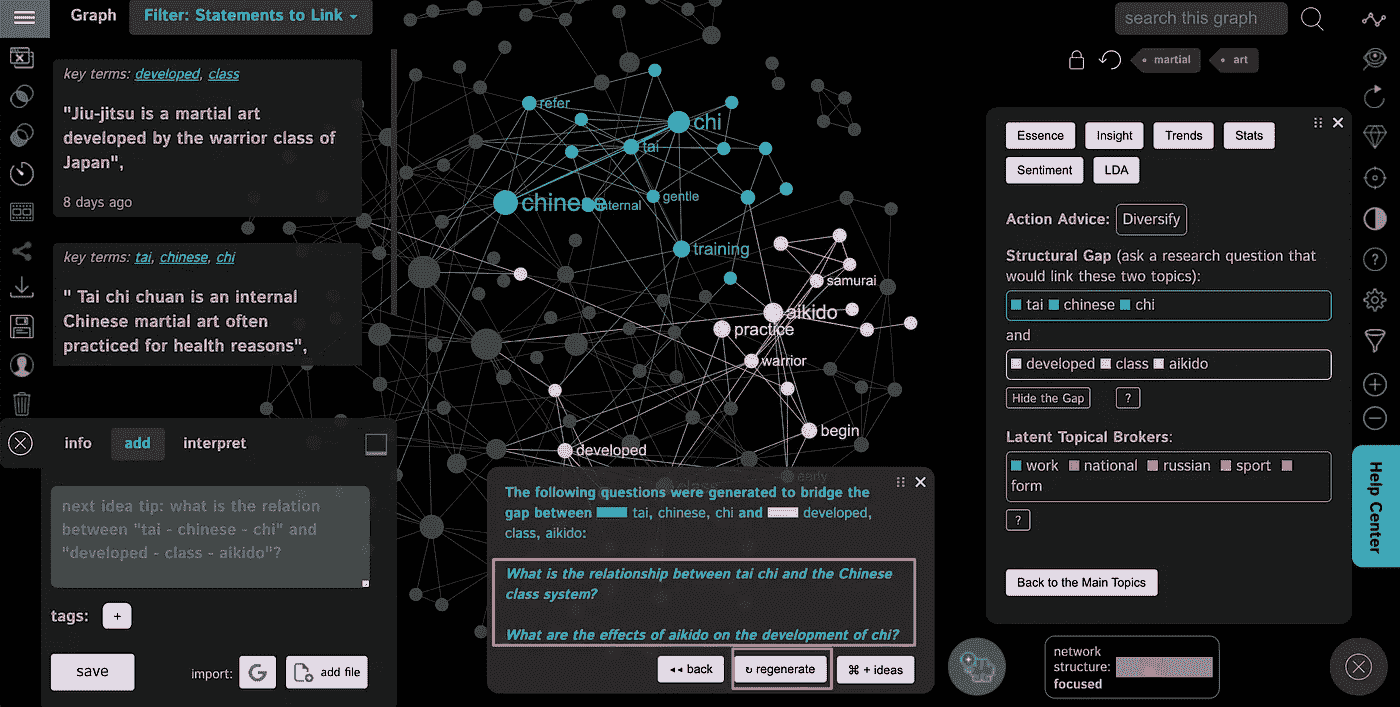 Graph
Filter: Statements to Link
search this graph
martial
art
key terms: developed, class
"Jiu-jitsu is a martial art
developed by the warrior class of
Japan",
8 days ago
key terms: tai, chinese, chi
" Tai chi chuan is an internal
Chinese martial art often
practiced for health reasons",
refer
chi
tai
chinese
internal
gentle
training
samurai
aikido
practice
warrior
begin
developed
early
class
Essence
Insight
Trends
Stats
Sentiment
LDA
Action Advice: Diversify
Structural Gap (ask a research question that
would link these two topics):
tai chinese chi
and
developed class aikido
Hide the Gap
?
Latent Topical Brokers:
work national russian sport
form
?
Back to the Main Topics
Help Center
info
add
interpret
next idea tip: what is the relation
between "tai - chinese - chi" and
"developed - class - aikido"?
tags: +
save
import: G
add file
The following questions were generated to bridge the
gap between tai, chinese, chi and developed,
class, aikido:
What is the relationship between tai chi and the Chinese
class system?
What are the effects of aikido on the development of chi?
back
regenerate
⌘ + ideas
network
structure:
focused